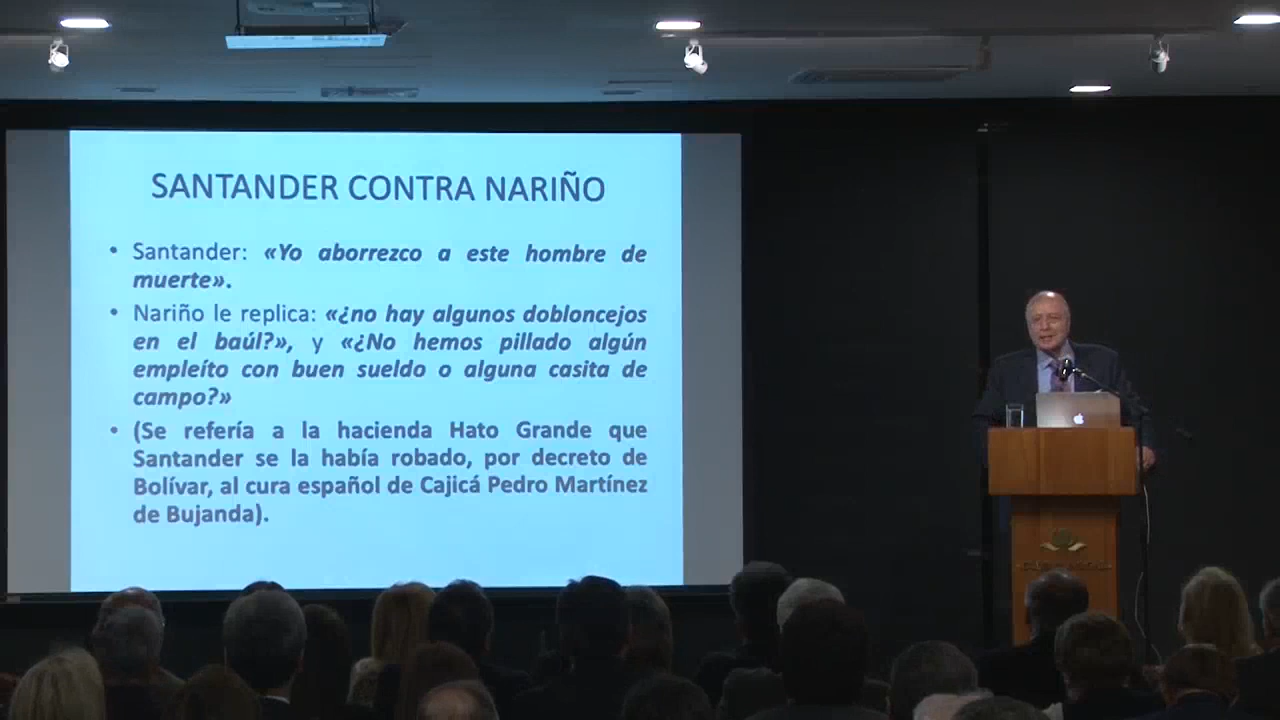 SANTANDER CONTRA NARIÑO
• Santander: «Yo aborrezco a este hombre de
muerte».
• Nariño le replica: «¿no hay algunos dobloncejos
en el baúl?», y «¿No hemos pillado algún
empleíto con buen sueldo o alguna casita de
campo?»
• (Se refería a la hacienda Hato Grande que
Santander se la había robado, por decreto de
Bolívar, al cura español de Cajicá Pedro Martínez
de Bujanda).